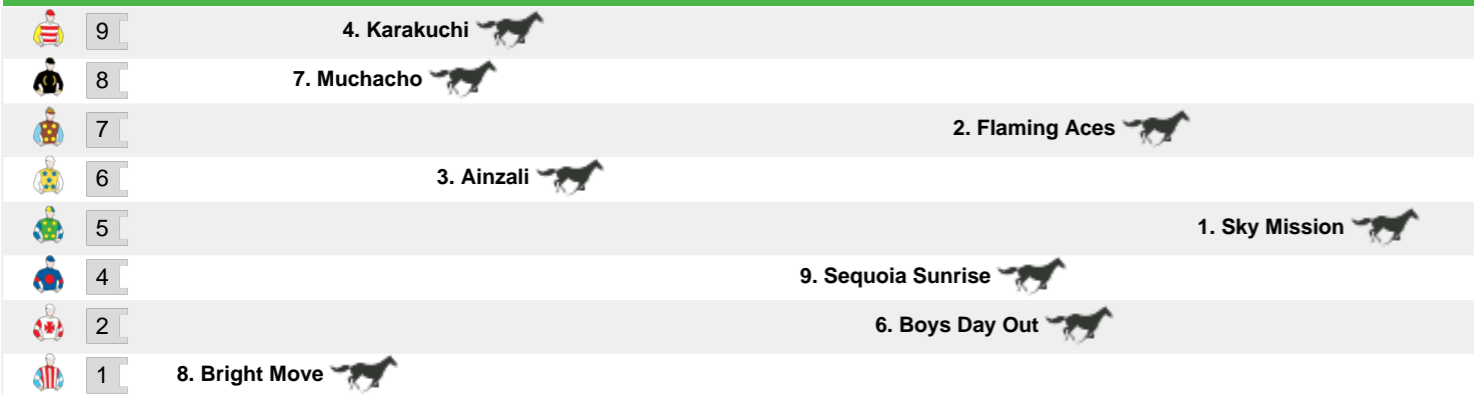 9 4. Karakuchi
8 7. Muchacho
7 2. Flaming Aces
6 3. Ainzali
5 1. Sky Mission
4 9. Sequoia Sunrise
2 6. Boys Day Out
1 8. Bright Move